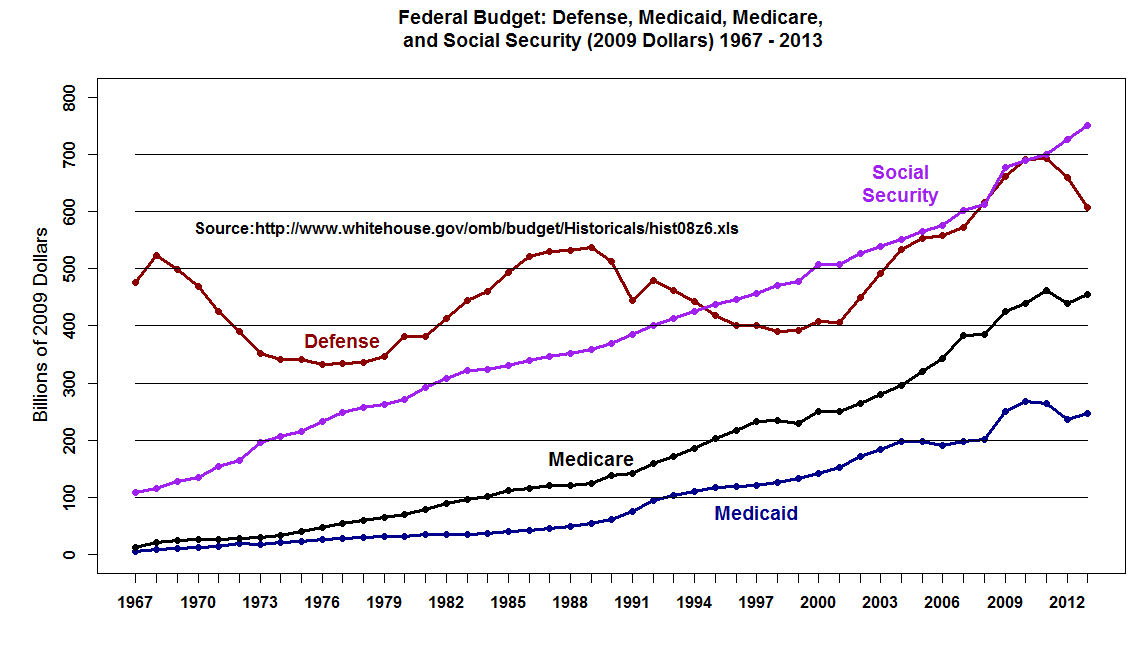 Federal Budget: Defense, Medicaid, Medicare,
and Social Security (2009 Dollars) 1967 - 2013
800
700
600
500
400
300
200
100
0
Billions of 2009 Dollars
Social
Security
Source:http://www.whitehouse.gov/omb/budget/Historicals/hist08z6.xls
Defense
Medicare
Medicaid
1967 1970 1973 1976 1979 1982 1985 1988 1991 1994 1997 2000 2003 2006 2009 2012